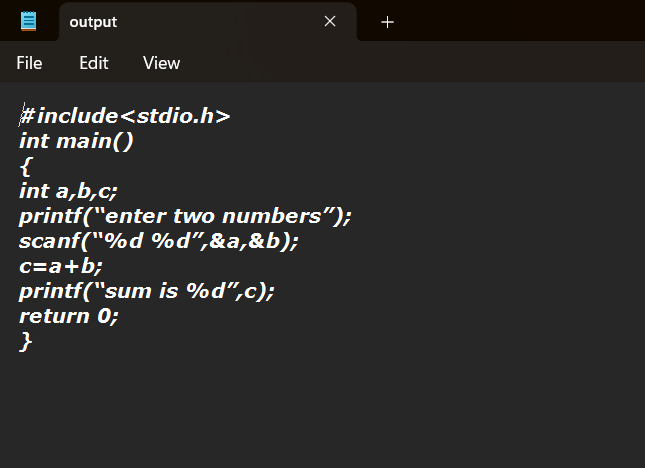 output
File Edit View
#include<stdio.h>
int main()
{
int a,b,c;
printf(“enter two numbers”);
scanf(“%d %d”,&a,&b);
c=a+b;
printf(“sum is %d”,c);
return 0;
}